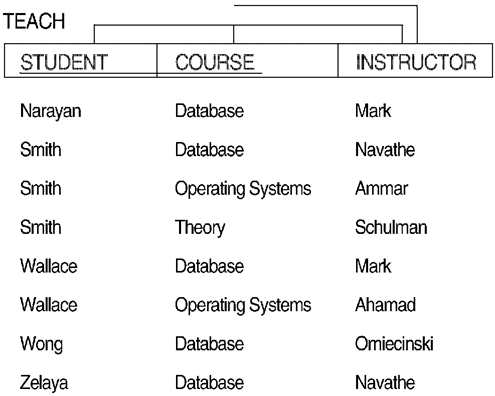 TEACH
STUDENT COURSE INSTRUCTOR
Narayan Database Mark
Smith Database Navathe
Smith Operating Systems Ammar
Smith Theory Schulman
Wallace Database Mark
Wallace Operating Systems Ahamad
Wong Database Omiecinski
Zelaya Database Navathe